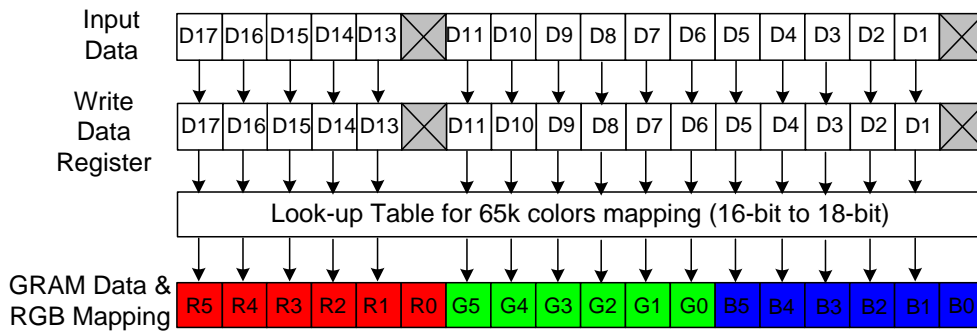 Input
Data
D17 D16 D15 D14 D13 D11 D10 D9 D8 D7 D6 D5 D4 D3 D2 D1
Write
Data
Register
D17 D16 D15 D14 D13 D11 D10 D9 D8 D7 D6 D5 D4 D3 D2 D1
Look-up Table for 65k colors mapping (16-bit to 18-bit)
GRAM Data &
RGB Mapping
R5 R4 R3 R2 R1 R0 G5 G4 G3 G2 G1 G0 B5 B4 B3 B2 B1 B0